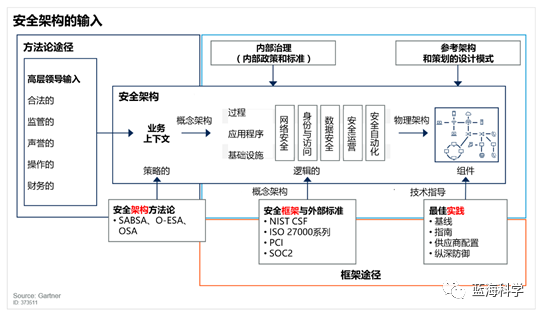 安全架构的输入
方法论途径
高层领导输入
合法的
监管的
声誉的
操作的
财务的
内部治理
（内部政策和标准）
参考架构
和策划的设计模式
安全架构
业务
上下文
概念架构
过程
应用程序
基础设施
网络安全
身份与访问
数据安全
安全运营
安全自动化
物理架构
策略的
逻辑的
组件
概念架构
技术指导
安全架构方法论
• SABSA、O-ESA、
OSA
安全框架与外部标准
• NIST CSF
• ISO 27000系列
• PCI
• SOC2
最佳实践
• 基线
• 指南
• 供应商配置
• 纵深防御
框架途径
Source: Gartner
ID: 373511
蓝海科学